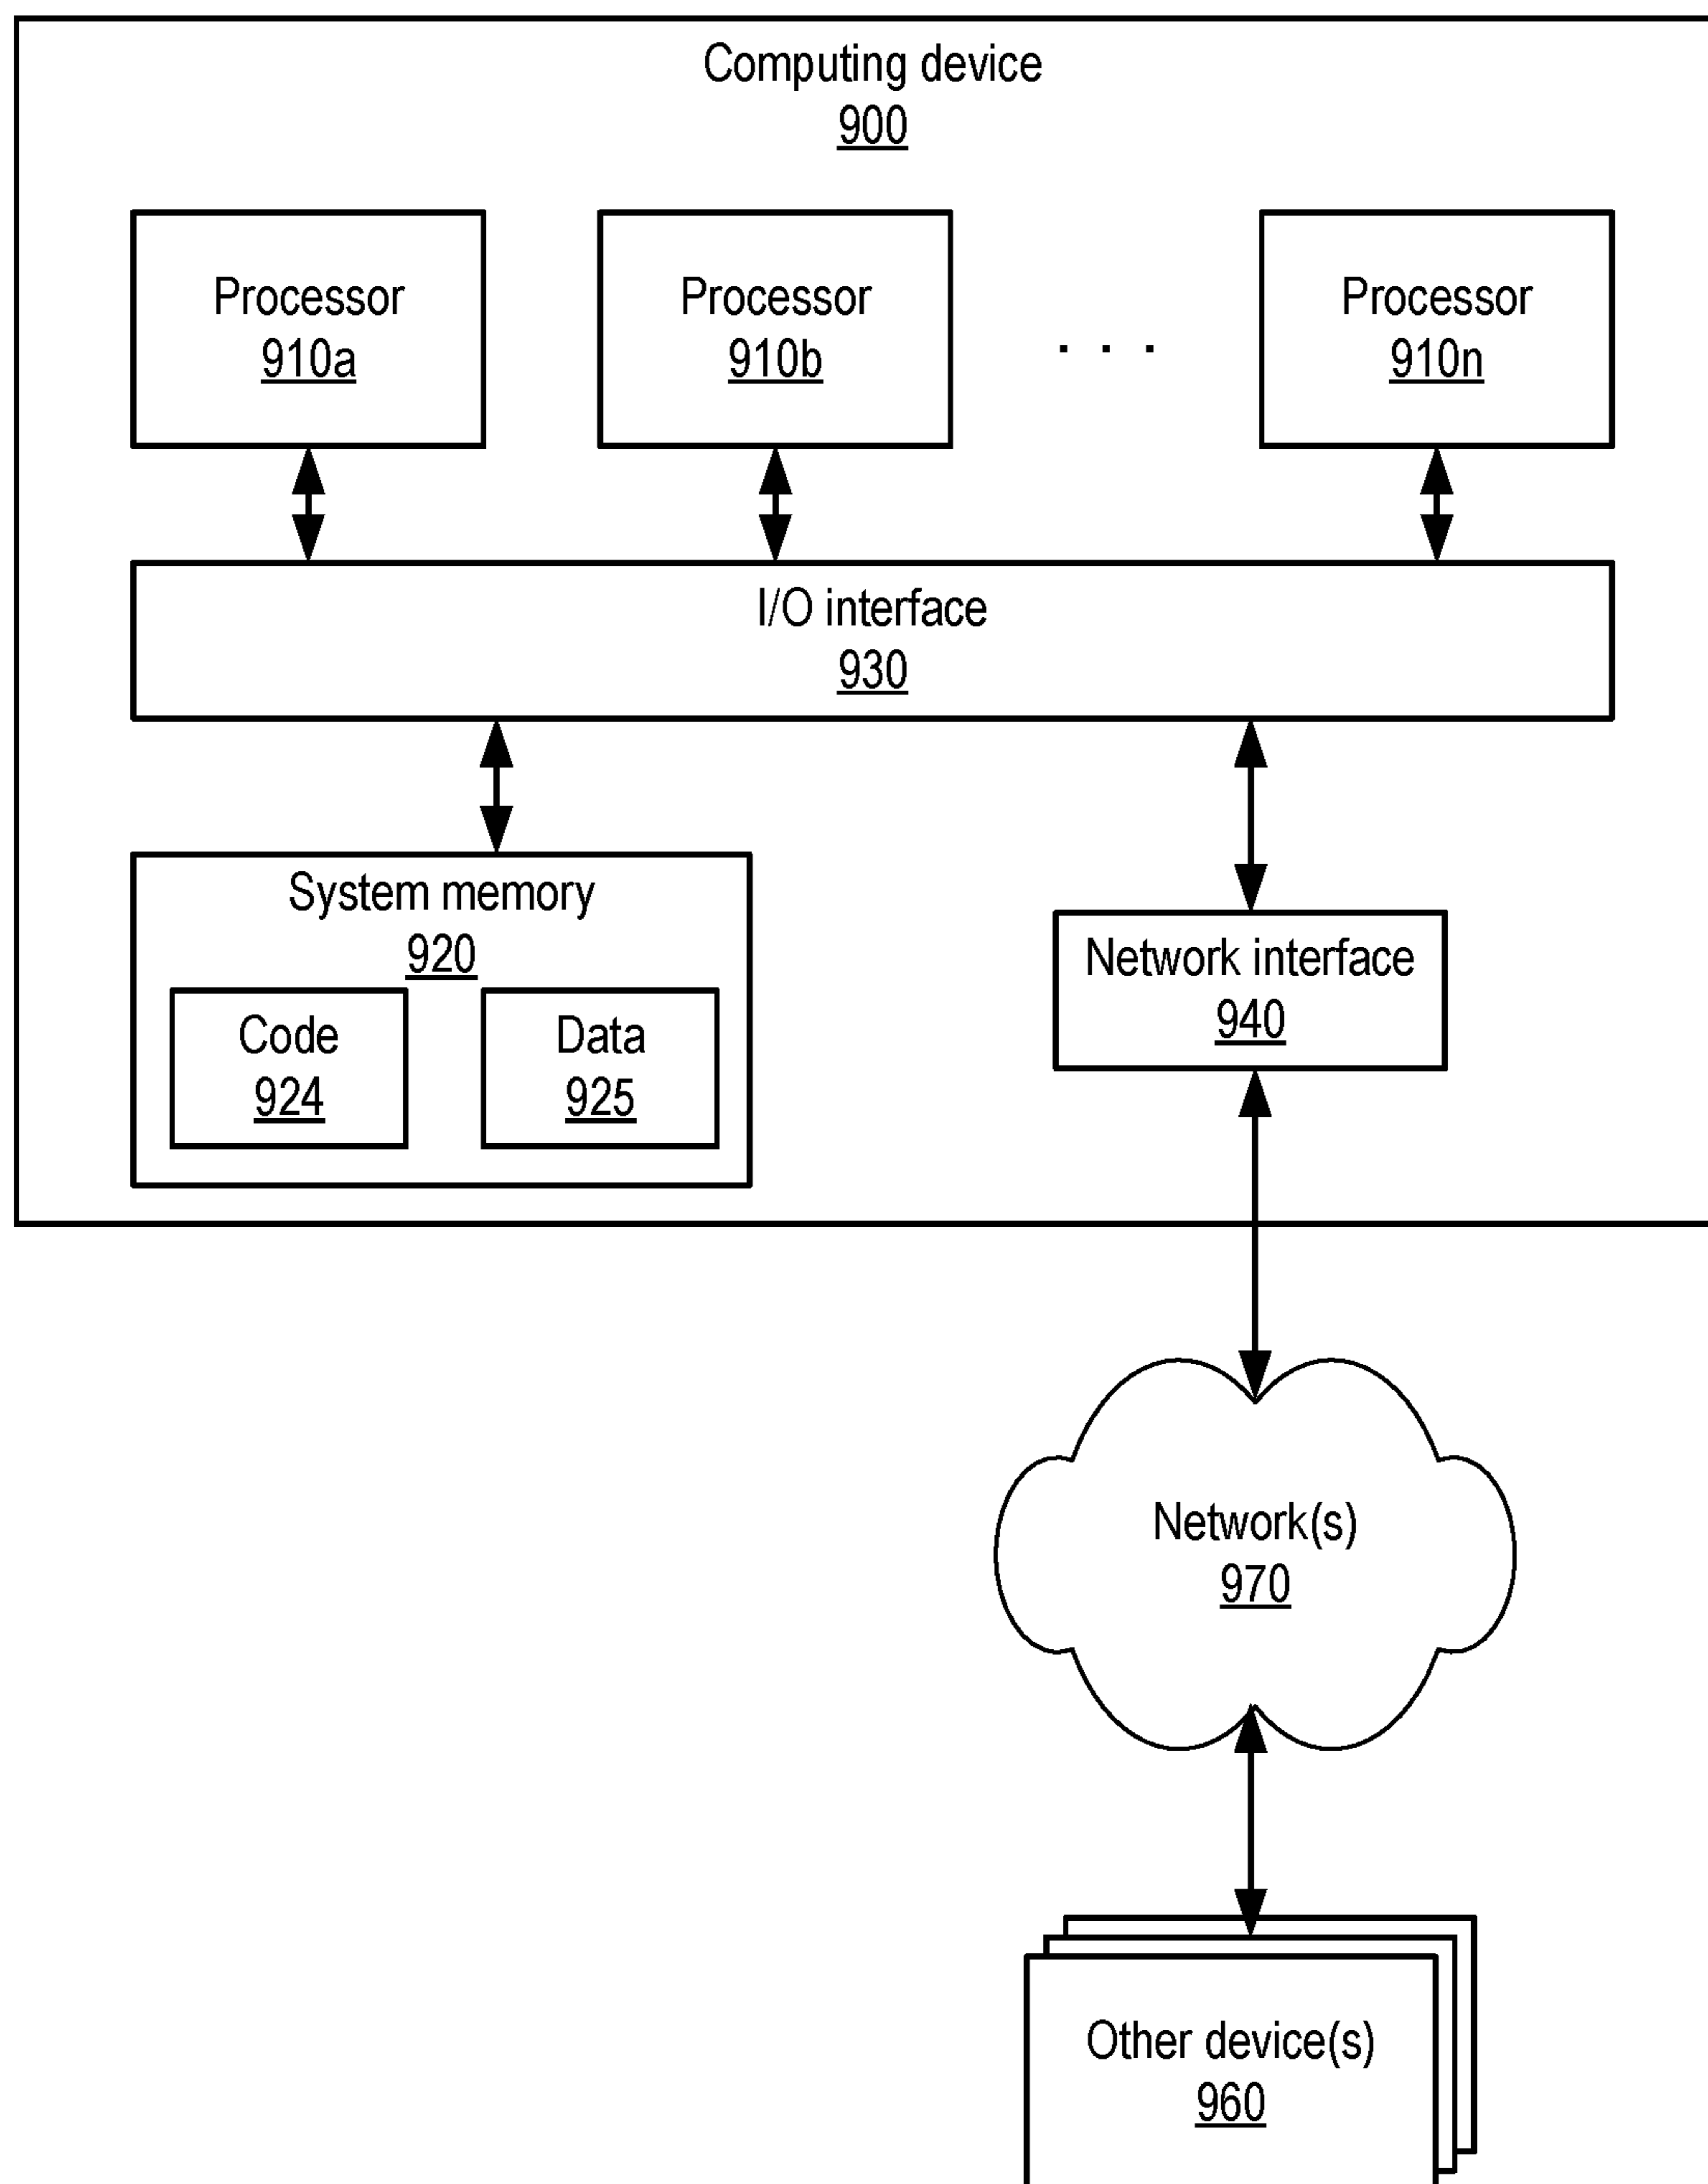 Computing device
900
Processor
910a
Processor
910b
. . .
Processor
910n
I/O interface
930
System memory
920
Code
924
Data
925
Network interface
940
Network(s)
970
Other device(s)
960